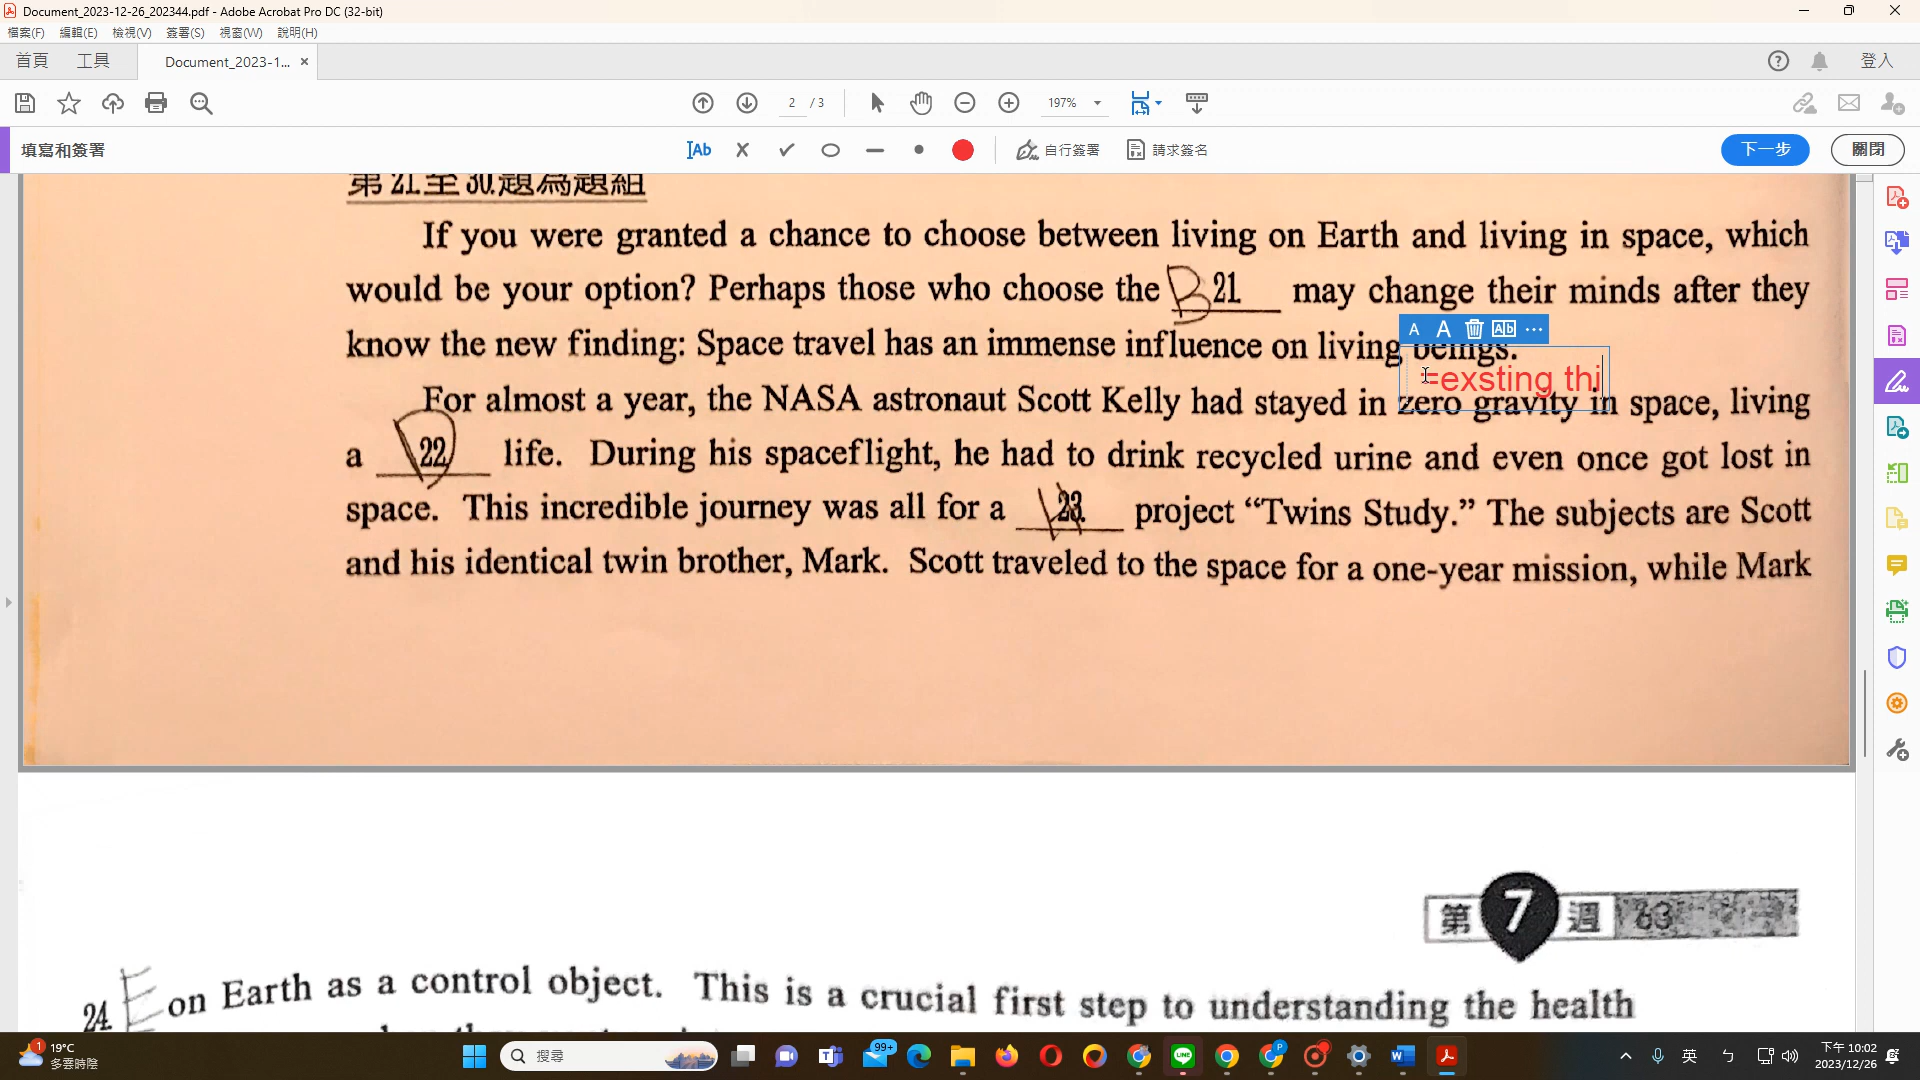 Document_2023-12-26_202344.pdf - Adobe Acrobat Pro DC (32-bit)
檔案(F) 編輯(E) 檢視(V) 簽署(S) 視窗(W) 說明(H)
首頁 工具 Document_2023-1... × 登入
2 / 3 197%
填寫和簽署 Ab 自行簽署 請求簽名 下一步 關閉
第21.至30.題為題組
If you were granted a chance to choose between living on Earth and living in space, which
would be your option? Perhaps those who choose the B 21. may change their minds after they
know the new finding: Space travel has an immense influence on living beings.
A A Ab ...
=exsting thi
For almost a year, the NASA astronaut Scott Kelly had stayed in zero gravity in space, living
a 22. life. During his spaceflight, he had to drink recycled urine and even once got lost in
space. This incredible journey was all for a 23. project “Twins Study.” The subjects are Scott
and his identical twin brother, Mark. Scott traveled to the space for a one-year mission, while Mark
第 7 週 63
24. E on Earth as a control object. This is a crucial first step to understanding the health
1 19°C
多雲時陰
搜尋
99+
英 ㄅ
下午 10:02
2023/12/26